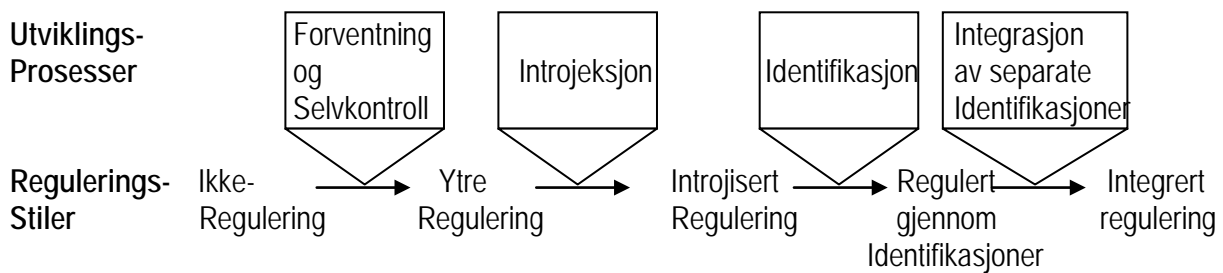 Utviklings-
Prosesser
Forventning
og
Selvkontroll
Introjeksjon
Identifikasjon
Integrasjon
av separate
Identifikasjoner
Regulerings-
Stiler
Ikke-
Regulering
Ytre
Regulering
Introjisert
Regulering
Regulert
gjennom
Identifikasjoner
Integrert
regulering